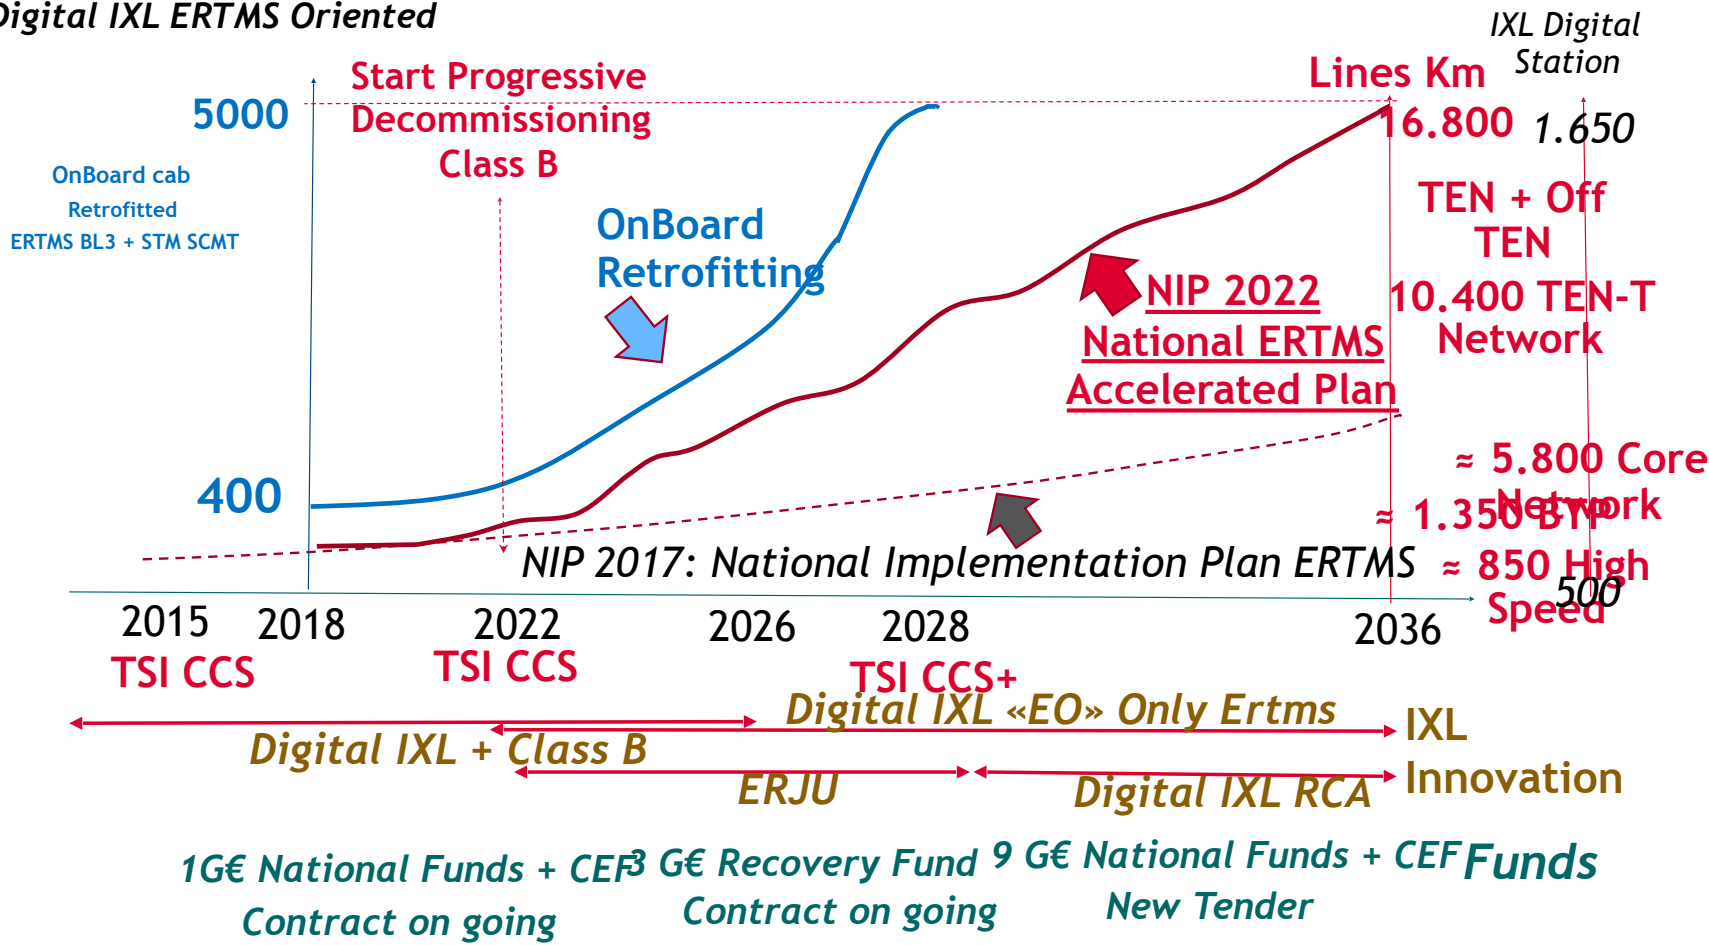 Digital IXL ERTMS Oriented
IXL Digital
Station
Start Progressive
Decommissioning
Class B
Lines Km
5000
16.800
1.650
OnBoard cab
Retrofitted
ERTMS BL3 + STM SCMT
OnBoard
Retrofitting
TEN + Off
TEN
NIP 2022
National ERTMS
Accelerated Plan
10.400 TEN-T
Network
400
≈ 5.800 Core
Network
≈ 1.350 BTP
≈ 850 High
Speed
500
NIP 2017: National Implementation Plan ERTMS
2015
2018
2022
2026
2028
2036
TSI CCS
TSI CCS
TSI CCS+
Digital IXL «EO» Only Ertms
IXL
Innovation
Digital IXL + Class B
ERJU
Digital IXL RCA
1G€ National Funds + CEF
Contract on going
3 G€ Recovery Fund
Contract on going
9 G€ National Funds + CEF
New Tender
Funds